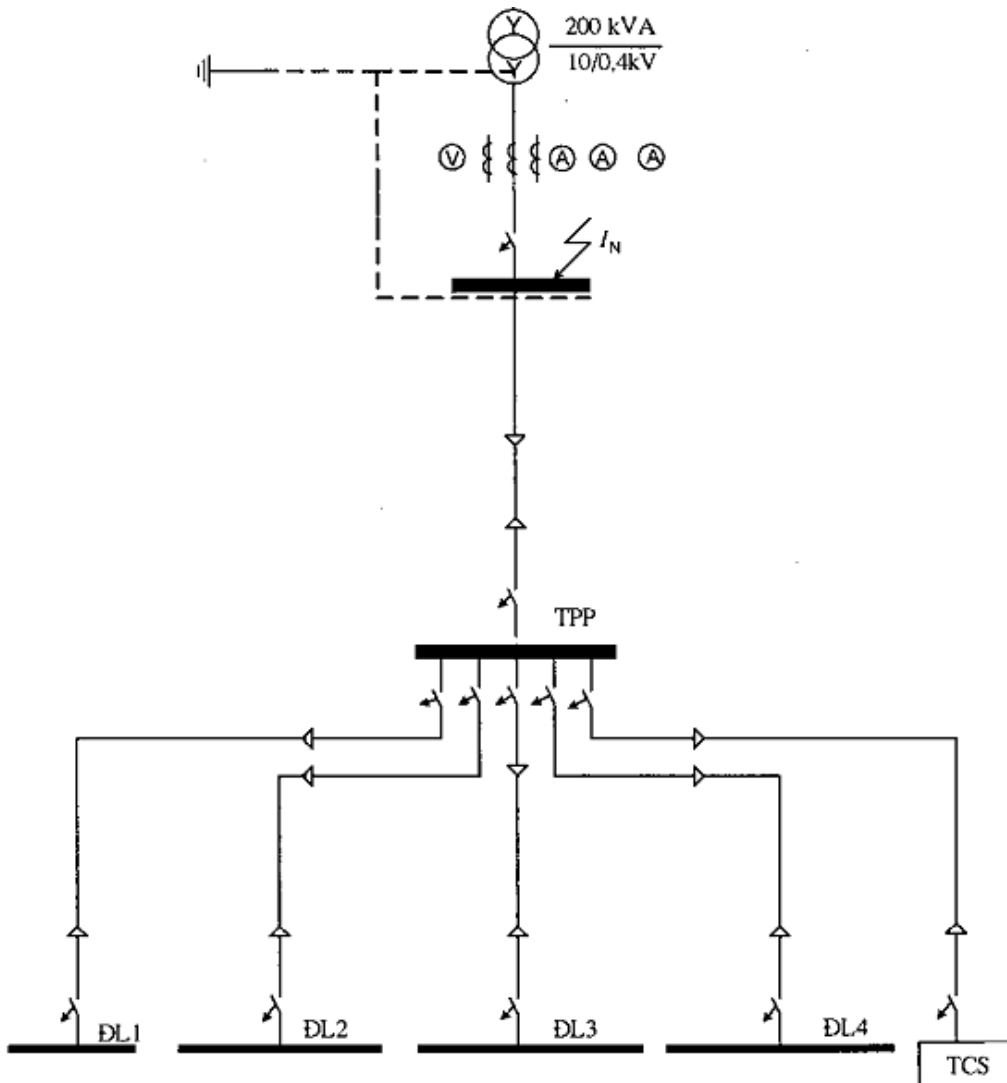 Y
Y
200 kVA
10/0,4kV
V
A
A
A
I_N
TPP
ĐL1
ĐL2
ĐL3
ĐL4
TCS